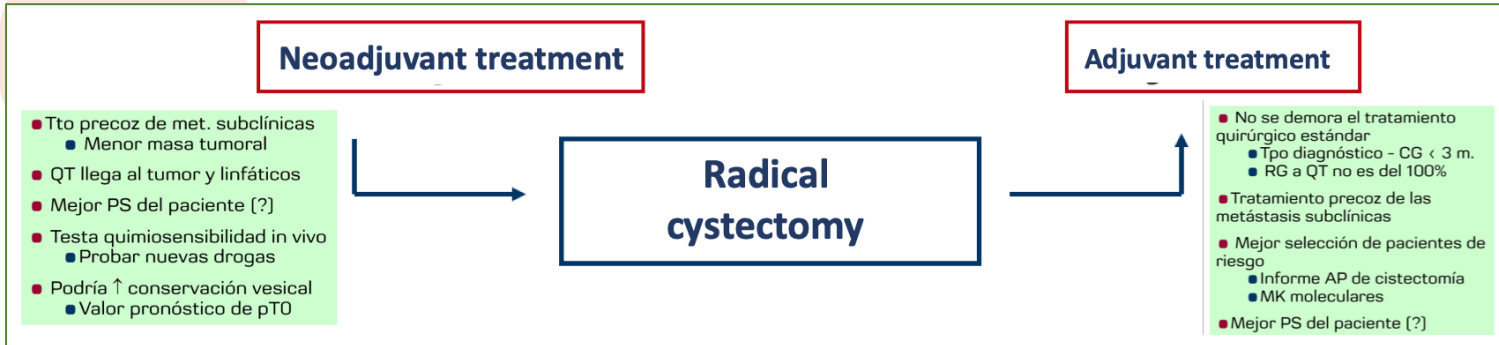 Neoadjuvant treatment
Tto precoz de met. subclínicas
Menor masa tumoral
QT llega al tumor y linfáticos
Mejor PS del paciente (?)
Testa quimiosensibilidad in vivo
Probar nuevas drogas
Podría ↑ conservación vesical
Valor pronóstico de pT0
Radical
cystectomy
Adjuvant treatment
No se demora el tratamiento
quirúrgico estándar
Tpo diagnóstico - CG < 3 m.
RG a QT no es del 100%
Tratamiento precoz de las
metástasis subclínicas
Mejor selección de pacientes de
riesgo
Informe AP de cistectomía
MK moleculares
Mejor PS del paciente (?)